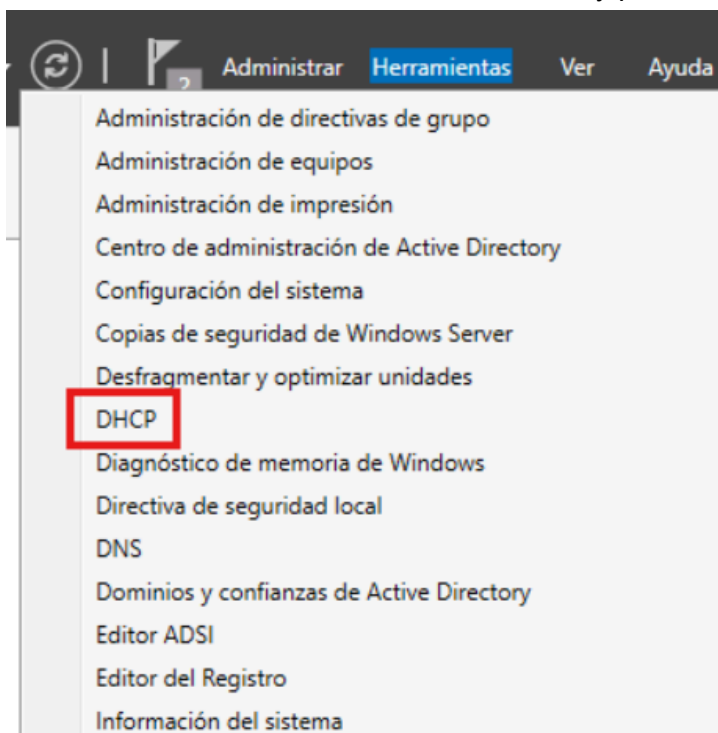 2
Administrar Herramientas Ver Ayuda
Administración de directivas de grupo
Administración de equipos
Administración de impresión
Centro de administración de Active Directory
Configuración del sistema
Copias de seguridad de Windows Server
Desfragmentar y optimizar unidades
DHCP
Diagnóstico de memoria de Windows
Directiva de seguridad local
DNS
Dominios y confianzas de Active Directory
Editor ADSI
Editor del Registro
Información del sistema